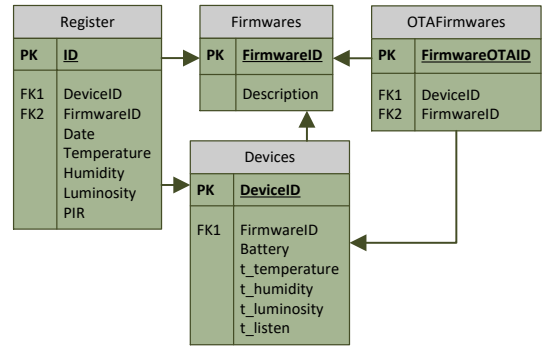 Register
PK ID
FK1 DeviceID
FK2 FirmwareID
Date
Temperature
Humidity
Luminosity
PIR
Firmwares
PK FirmwareID
Description
OTAFirmwares
PK FirmwareOTAID
FK1 DeviceID
FK2 FirmwareID
Devices
PK DeviceID
FK1 FirmwareID
Battery
t_temperature
t_humidity
t_luminosity
t_listen